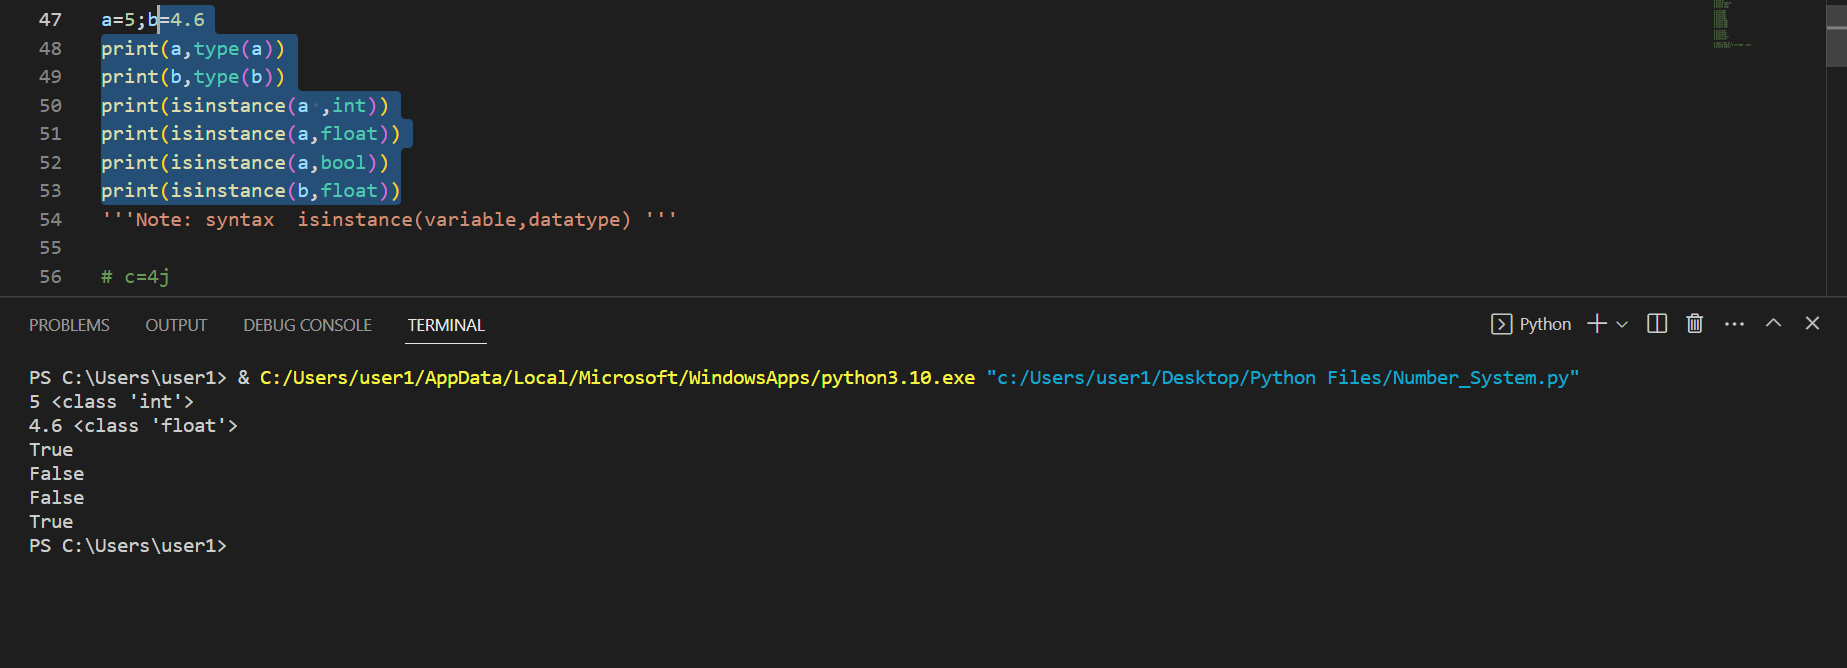 47 a=5;b=4.6
48 print(a,type(a))
49 print(b,type(b))
50 print(isinstance(a ,int))
51 print(isinstance(a,float))
52 print(isinstance(a,bool))
53 print(isinstance(b,float))
54 '''Note: syntax  isinstance(variable,datatype) '''
55
56 # c=4j
PROBLEMS OUTPUT DEBUG CONSOLE TERMINAL Python
PS C:\Users\user1> & C:/Users/user1/AppData/Local/Microsoft/WindowsApps/python3.10.exe "c:/Users/user1/Desktop/Python Files/Number_System.py"
5 <class 'int'>
4.6 <class 'float'>
True
False
False
True
PS C:\Users\user1>